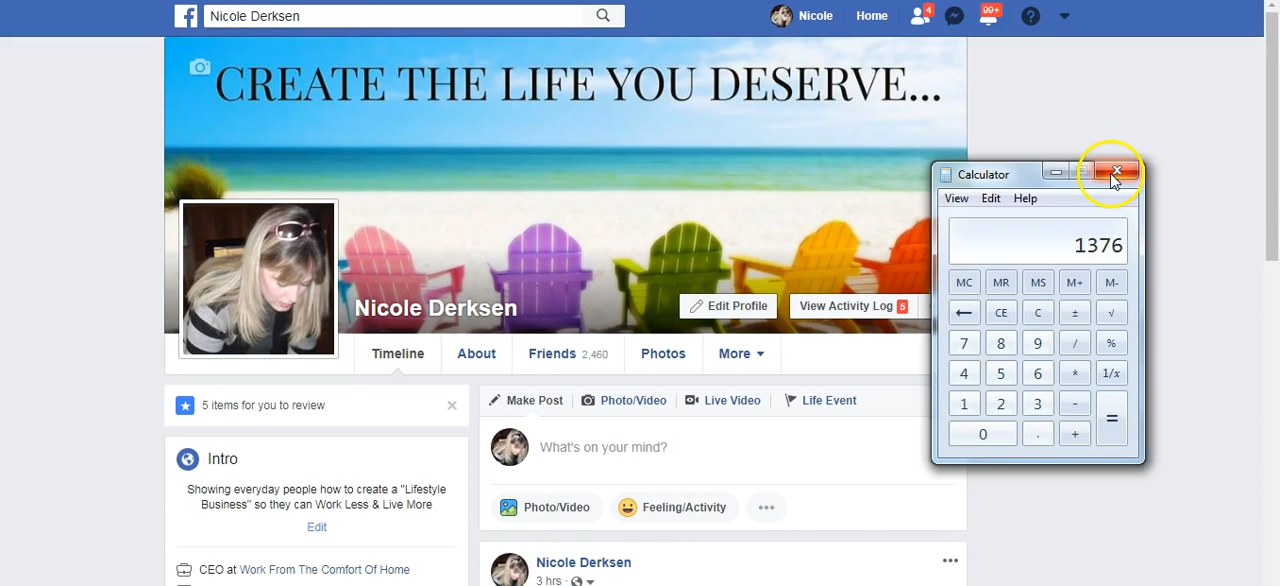 f Nicole Derksen Nicole Home 4 99+ ?
CREATE THE LIFE YOU DESERVE...
Nicole Derksen
Edit Profile
View Activity Log 5
Timeline About Friends 2,460 Photos More
5 items for you to review ×
Make Post Photo/Video Live Video Life Event
Intro
What's on your mind?
Showing everyday people how to create a "Lifestyle
Business" so they can Work Less & Live More
Edit
Photo/Video Feeling/Activity ...
CEO at Work From The Comfort Of Home
Nicole Derksen ...
3 hrs
Calculator
View Edit Help
1376
MC MR MS M+ M-
← CE C ± √
7 8 9 / %
4 5 6 * 1/x
1 2 3 - =
0 . +